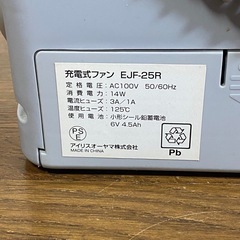 充電式ファン EJF-25R
定格電圧：AC100V 50/60Hz
消費電力：14W
電流ヒューズ：3A/1A
温度ヒューズ：125℃
使用電池：小形シール鉛蓄電池
6V 4.5Ah
PSE
Pb
アイリスオーヤマ株式会社
MADE IN CHINA